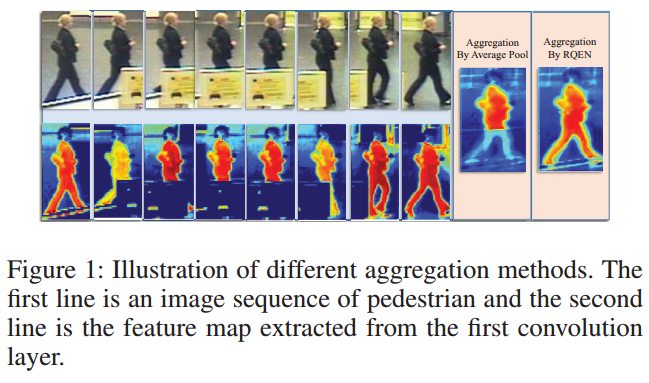 Aggregation
By Average Pool
Aggregation
By RQEN
Figure 1: Illustration of different aggregation methods. The
first line is an image sequence of pedestrian and the second
line is the feature map extracted from the first convolution
layer.